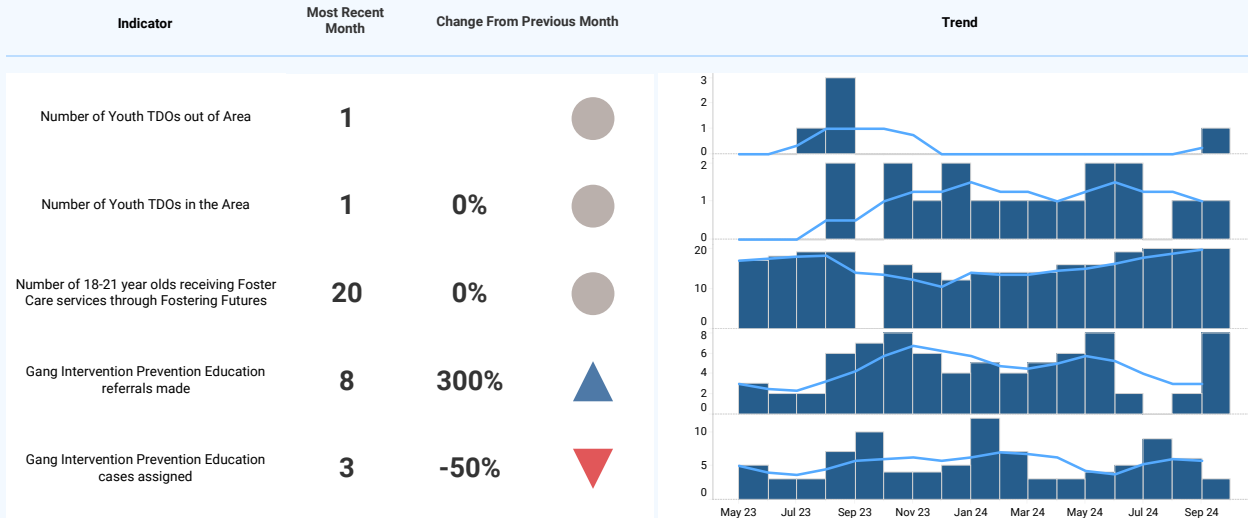 Indicator
Most Recent
Month
Change From Previous Month
Trend
Number of Youth TDOs out of Area
1
3
2
1
0
Number of Youth TDOs in the Area
1
0%
2
1
0
Number of 18-21 year olds receiving Foster
Care services through Fostering Futures
20
0%
20
10
0
Gang Intervention Prevention Education
referrals made
8
300%
8
6
4
2
0
Gang Intervention Prevention Education
cases assigned
3
-50%
10
5
0
May 23
Jul 23
Sep 23
Nov 23
Jan 24
Mar 24
May 24
Jul 24
Sep 24